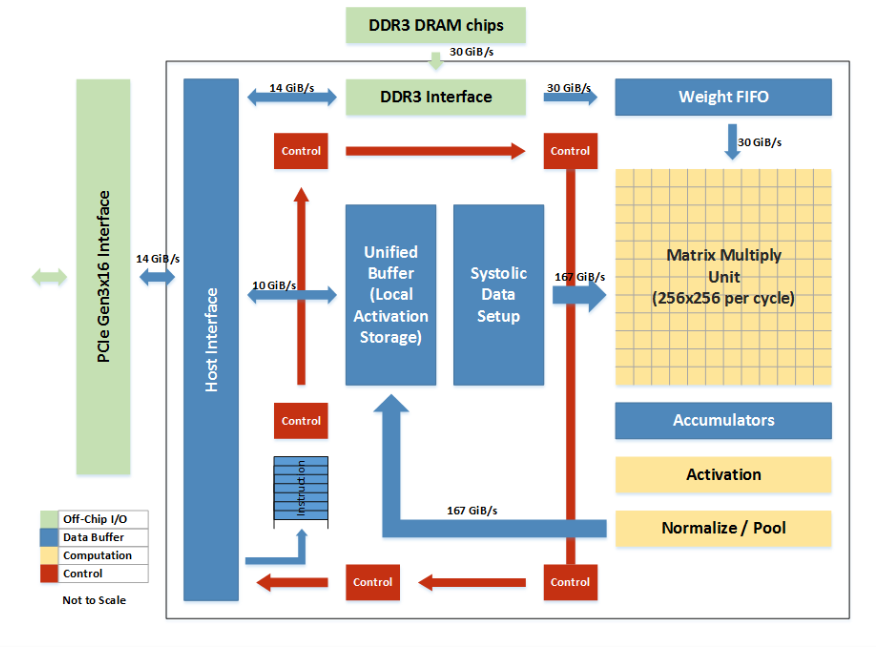 DDR3 DRAM chips
30 GiB/s
14 GiB/s
DDR3 Interface
30 GiB/s
Weight FIFO
30 GiB/s
Control
Control
PCIe Gen3x16 Interface
14 GiB/s
Host Interface
10 GiB/s
Unified
Buffer
(Local
Activation
Storage)
Systolic
Data
Setup
167 GiB/s
Matrix Multiply
Unit
(256x256 per cycle)
Control
Accumulators
Instruction
Activation
167 GiB/s
Normalize / Pool
Off-Chip I/O
Data Buffer
Computation
Control
Not to Scale
Control
Control